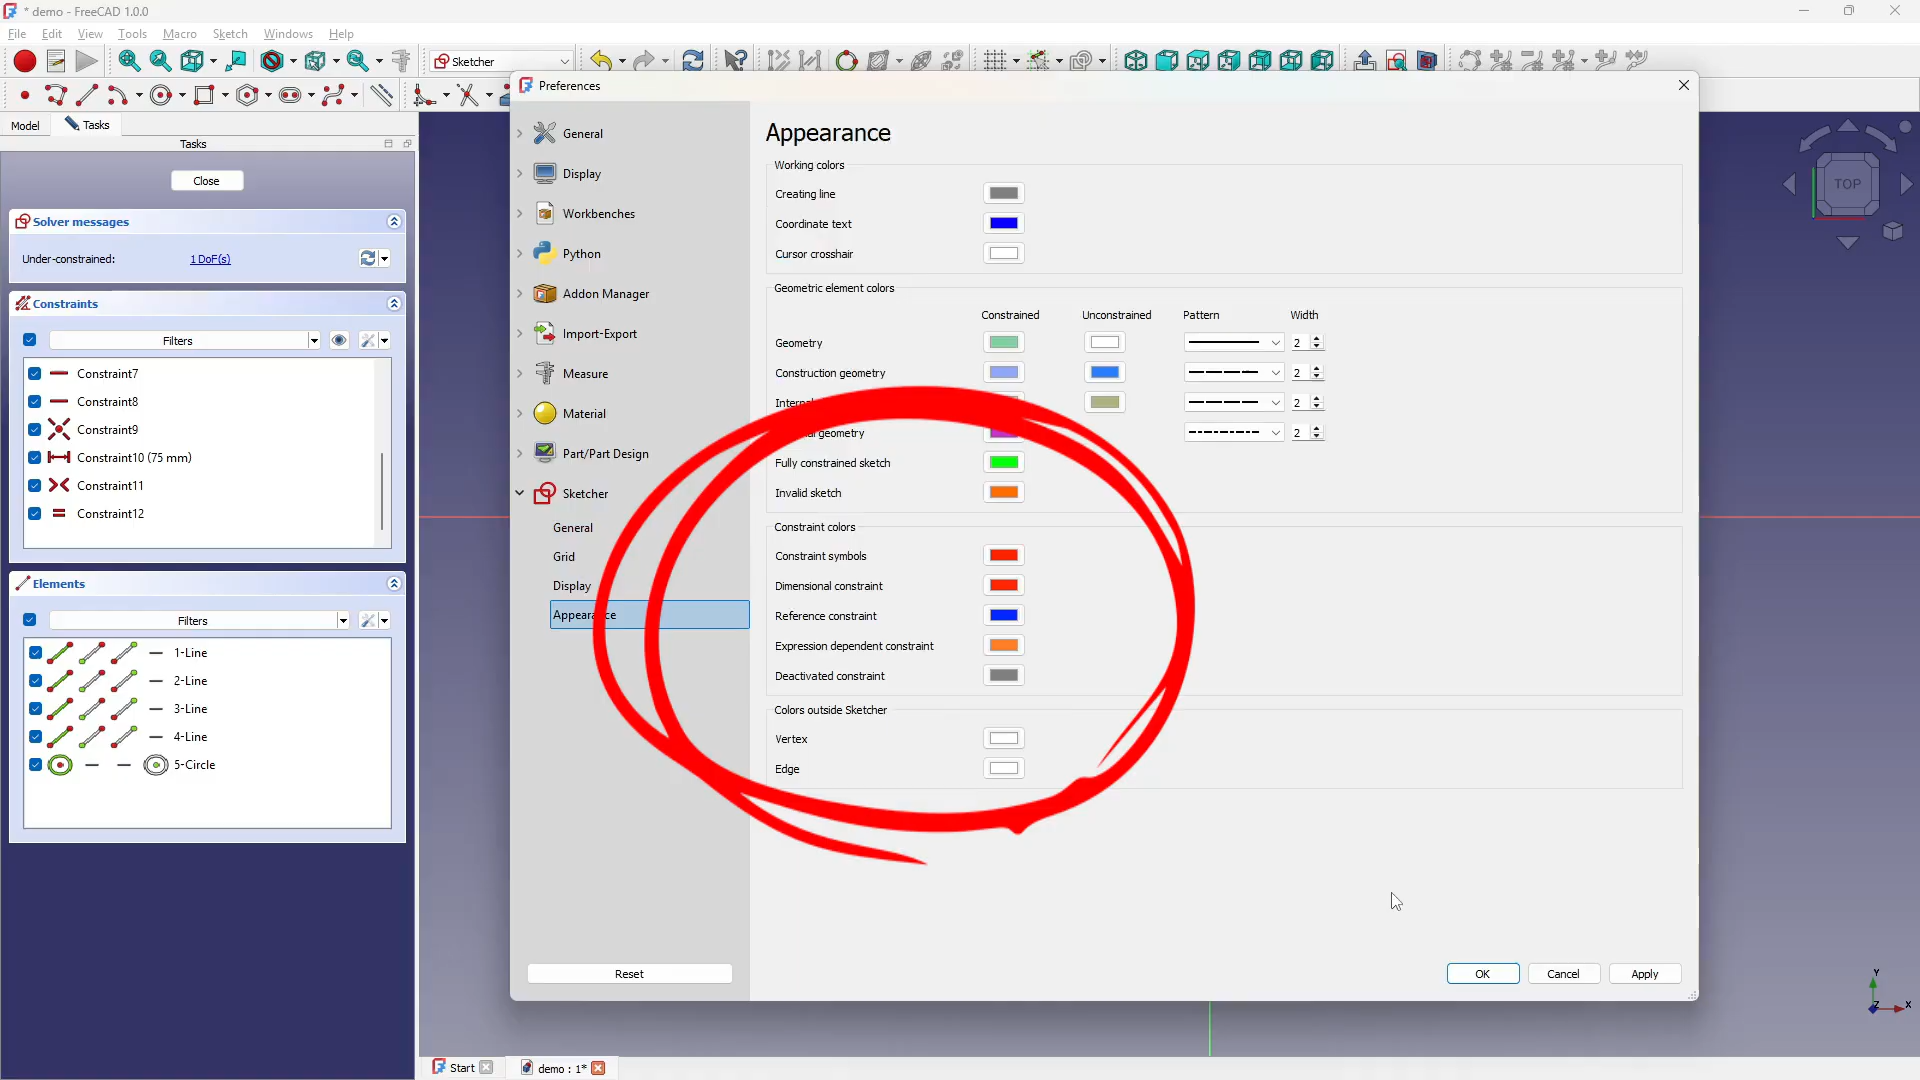 * demo - FreeCAD 1.0.0
File Edit View Tools Macro Sketch Windows Help
Sketcher
Model Tasks
Tasks
Close
Solver messages
Under-constrained: 1 DoF(s)
Constraints
Filters
Constraint7
Constraint8
Constraint9
Constraint10 (75 mm)
Constraint11
Constraint12
Elements
Filters
1-Line
2-Line
3-Line
4-Line
5-Circle
Preferences
General
Display
Workbenches
Python
Addon Manager
Import-Export
Measure
Material
Part/Part Design
Sketcher
General
Grid
Display
Appearance
Reset
Appearance
Working colors
Creating line
Coordinate text
Cursor crosshair
Geometric element colors
Constrained Unconstrained Pattern Width
Geometry 2
Construction geometry 2
2
geometry 2
Fully constrained sketch
Invalid sketch
Constraint colors
Constraint symbols
Dimensional constraint
Reference constraint
Expression dependent constraint
Deactivated constraint
Colors outside Sketcher
Vertex
Edge
OK Cancel Apply
TOP
Y
Z X
Start demo : 1*